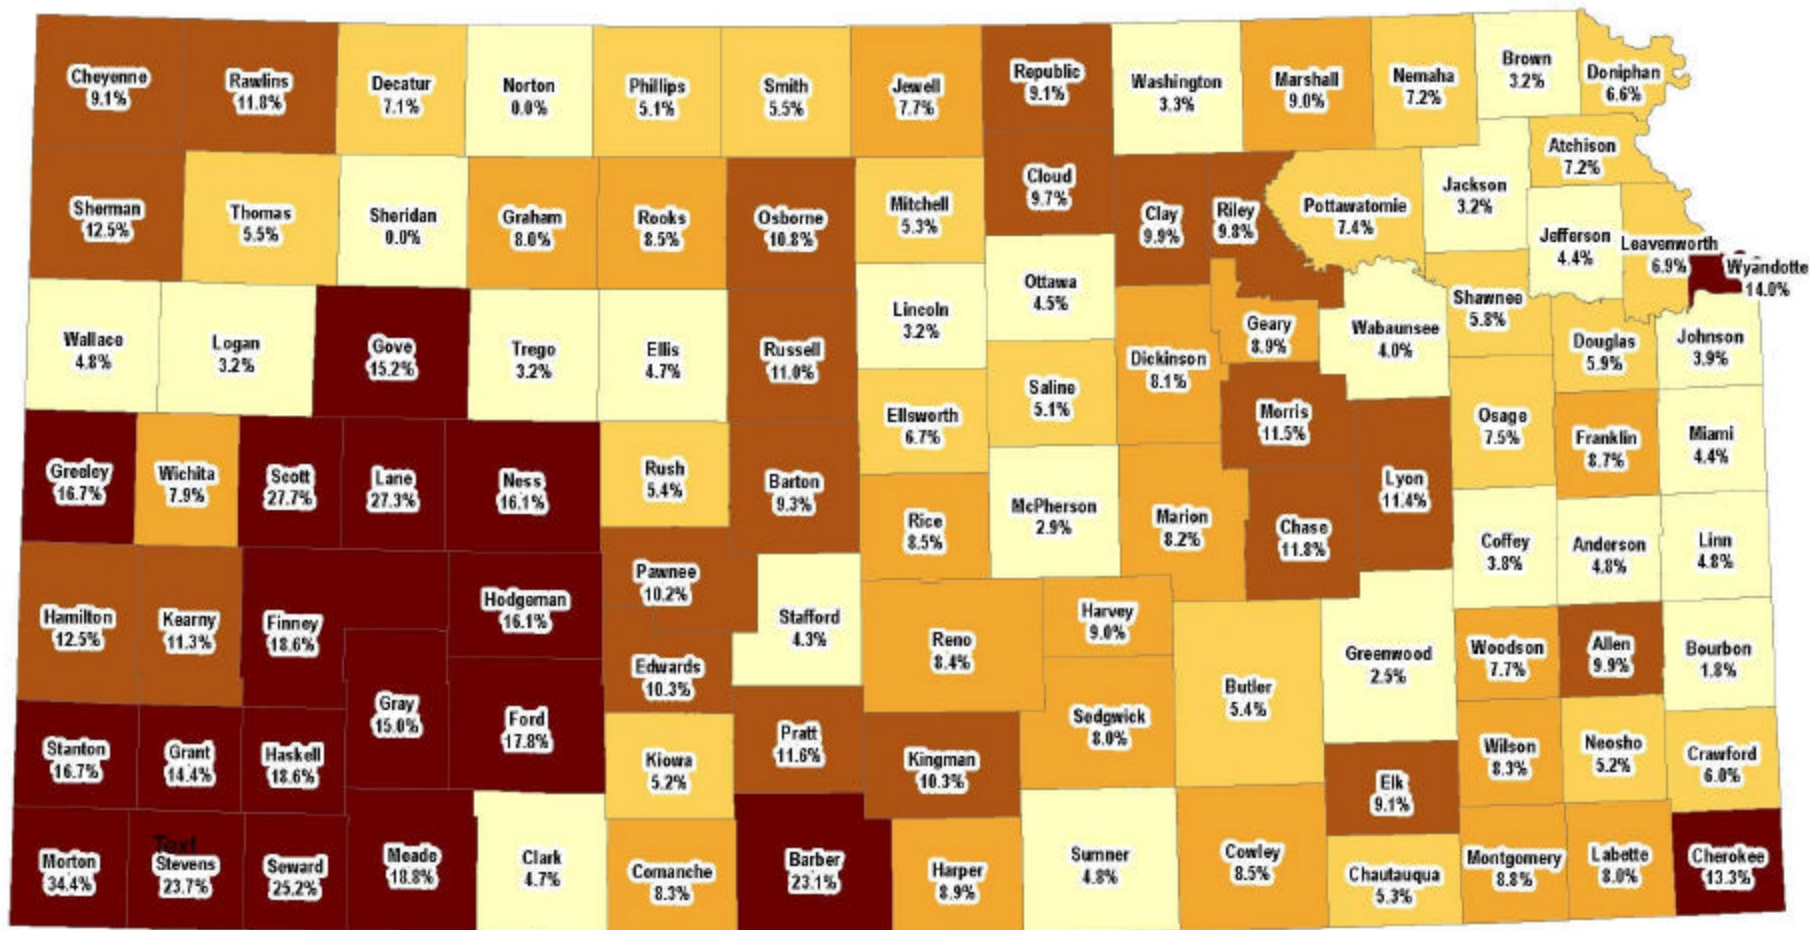 Cheyenne
9.1%
Rawlins
11.8%
Decatur
7.1%
Norton
0.0%
Phillips
5.1%
Smith
5.5%
Jewell
7.7%
Republic
9.1%
Washington
3.3%
Marshall
9.0%
Nemaha
7.2%
Brown
3.2%
Doniphan
6.6%
Atchison
7.2%
Sherman
12.5%
Thomas
5.5%
Sheridan
0.0%
Graham
8.0%
Rooks
8.5%
Osborne
10.8%
Mitchell
5.3%
Cloud
9.7%
Clay
9.9%
Riley
9.8%
Pottawatomie
7.4%
Jackson
3.2%
Jefferson
4.4%
Leavenworth
6.9%
Wyandotte
14.0%
Wallace
4.8%
Logan
3.2%
Gove
15.2%
Trego
3.2%
Ellis
4.7%
Russell
11.0%
Lincoln
3.2%
Ottawa
4.5%
Dickinson
8.1%
Geary
8.9%
Wabaunsee
4.0%
Shawnee
5.8%
Douglas
5.9%
Johnson
3.9%
Ellsworth
6.7%
Saline
5.1%
Morris
11.5%
Osage
7.5%
Franklin
8.7%
Miami
4.4%
Greeley
16.7%
Wichita
7.9%
Scott
27.7%
Lane
27.3%
Ness
16.1%
Rush
5.4%
Barton
9.3%
Rice
8.5%
McPherson
2.9%
Marion
8.2%
Chase
11.8%
Lyon
11.4%
Coffey
3.8%
Anderson
4.8%
Linn
4.8%
Hamilton
12.5%
Kearny
11.3%
Finney
18.6%
Hodgeman
16.1%
Pawnee
10.2%
Stafford
4.3%
Edwards
10.3%
Reno
8.4%
Harvey
9.0%
Butler
5.4%
Greenwood
2.5%
Woodson
7.7%
Allen
9.9%
Bourbon
1.8%
Stanton
16.7%
Grant
14.4%
Haskell
18.6%
Gray
15.0%
Ford
17.8%
Kiowa
5.2%
Pratt
11.6%
Kingman
10.3%
Sedgwick
8.0%
Elk
9.1%
Wilson
8.3%
Neosho
5.2%
Crawford
6.0%
Morton
34.4%
Text
Stevens
23.7%
Seward
25.2%
Meade
18.8%
Clark
4.7%
Comanche
8.3%
Barber
23.1%
Harper
8.9%
Sumner
4.8%
Cowley
8.5%
Chautauqua
5.3%
Montgomery
8.8%
Labette
8.0%
Cherokee
13.3%